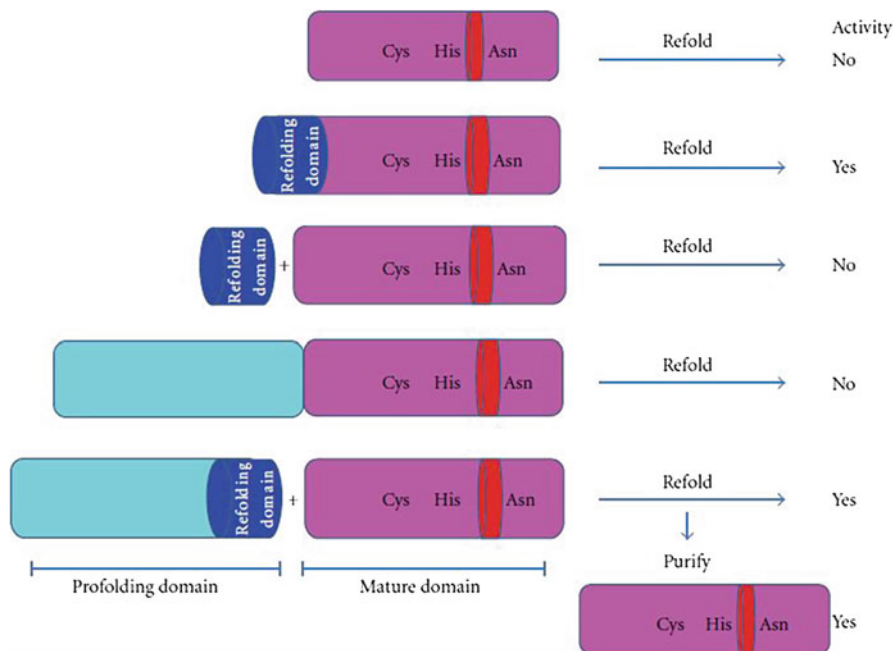 Activity
Cys His Asn Refold No
Refolding
domain
Cys His Asn Refold Yes
Refolding
domain
+ Cys His Asn Refold No
Cys His Asn Refold No
Refolding
domain
+ Cys His Asn Refold Yes
Profolding domain Mature domain Purify
Cys His Asn Yes